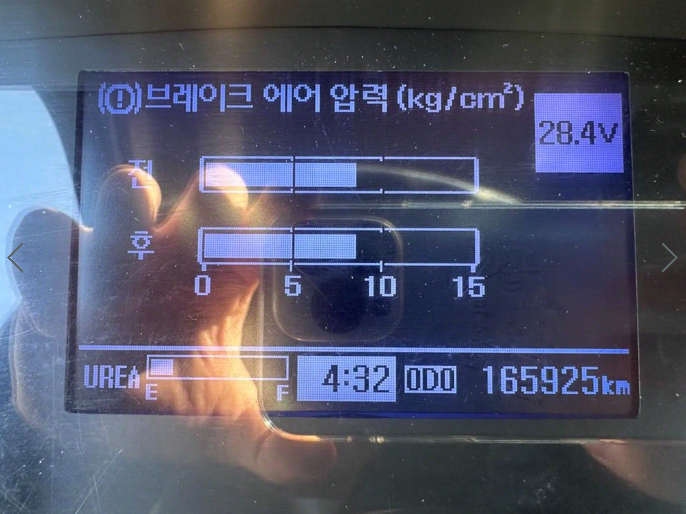 (!)브레이크 에어 압력 (kg/cm²)
28.4V
전
후
0 5 10 15
UREA E F 4:32 ODO 165925km